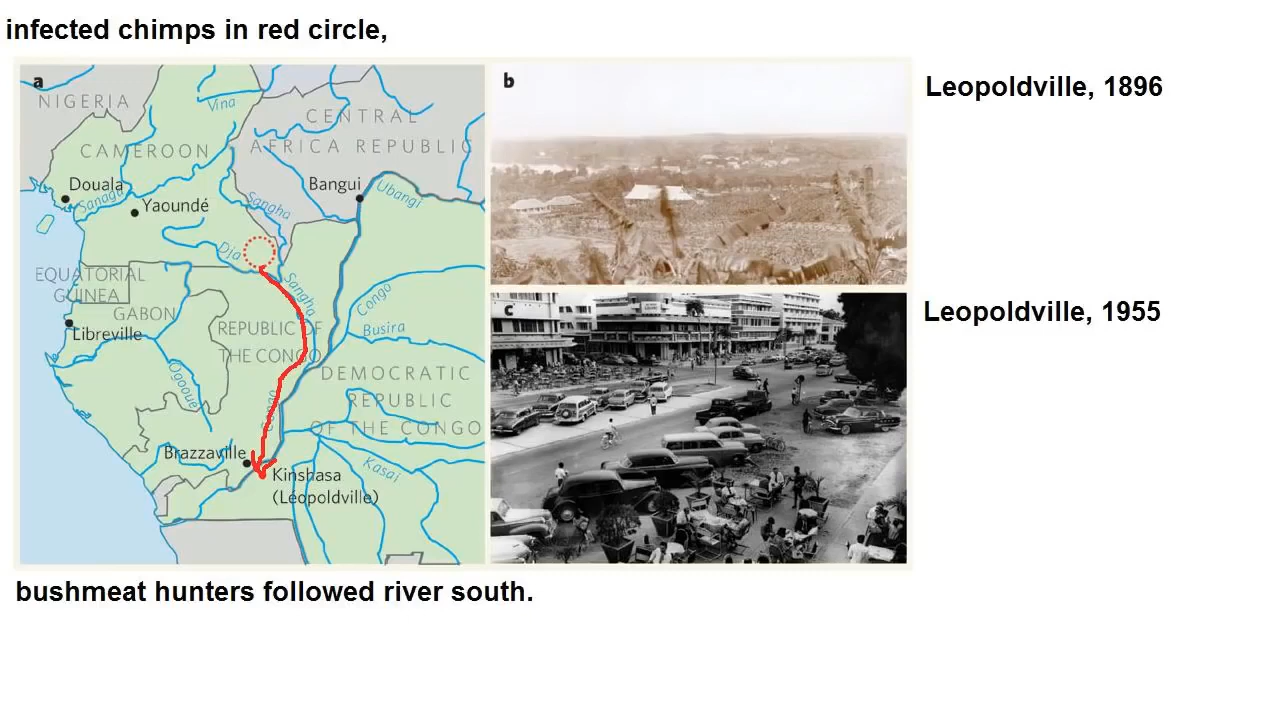 infected chimps in red circle,
a
NIGERIA
Vina
CENTRAL
AFRICA REPUBLIC
CAMEROON
Douala
Sanaga
Yaoundé
Bangui
Ubangi
Sangha
Dja
EQUATORIAL
GUINEA
Sangha
GABON
Libreville
REPUBLIC OF
THE CONGO
Congo
Busira
Ogooué
DEMOCRATIC
REPUBLIC
OF THE CONGO
Brazzaville
Kinshasa
(Léopoldville)
Kasai
b
Leopoldville, 1896
c
Leopoldville, 1955
bushmeat hunters followed river south.